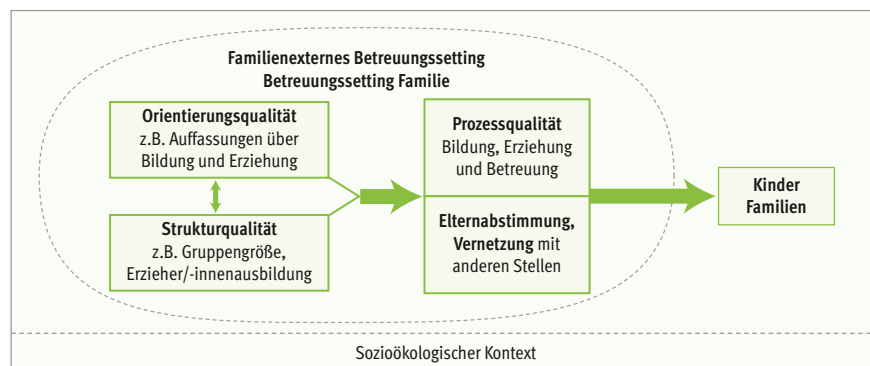 Familienexternes Betreuungssetting
Betreuungssetting Familie
Orientierungsqualität
z.B. Auffassungen über
Bildung und Erziehung
Strukturqualität
z.B. Gruppengröße,
Erzieher/-innenausbildung
Prozessqualität
Bildung, Erziehung
und Betreuung
Elternabstimmung,
Vernetzung mit
anderen Stellen
Kinder
Familien
Sozioökologischer Kontext